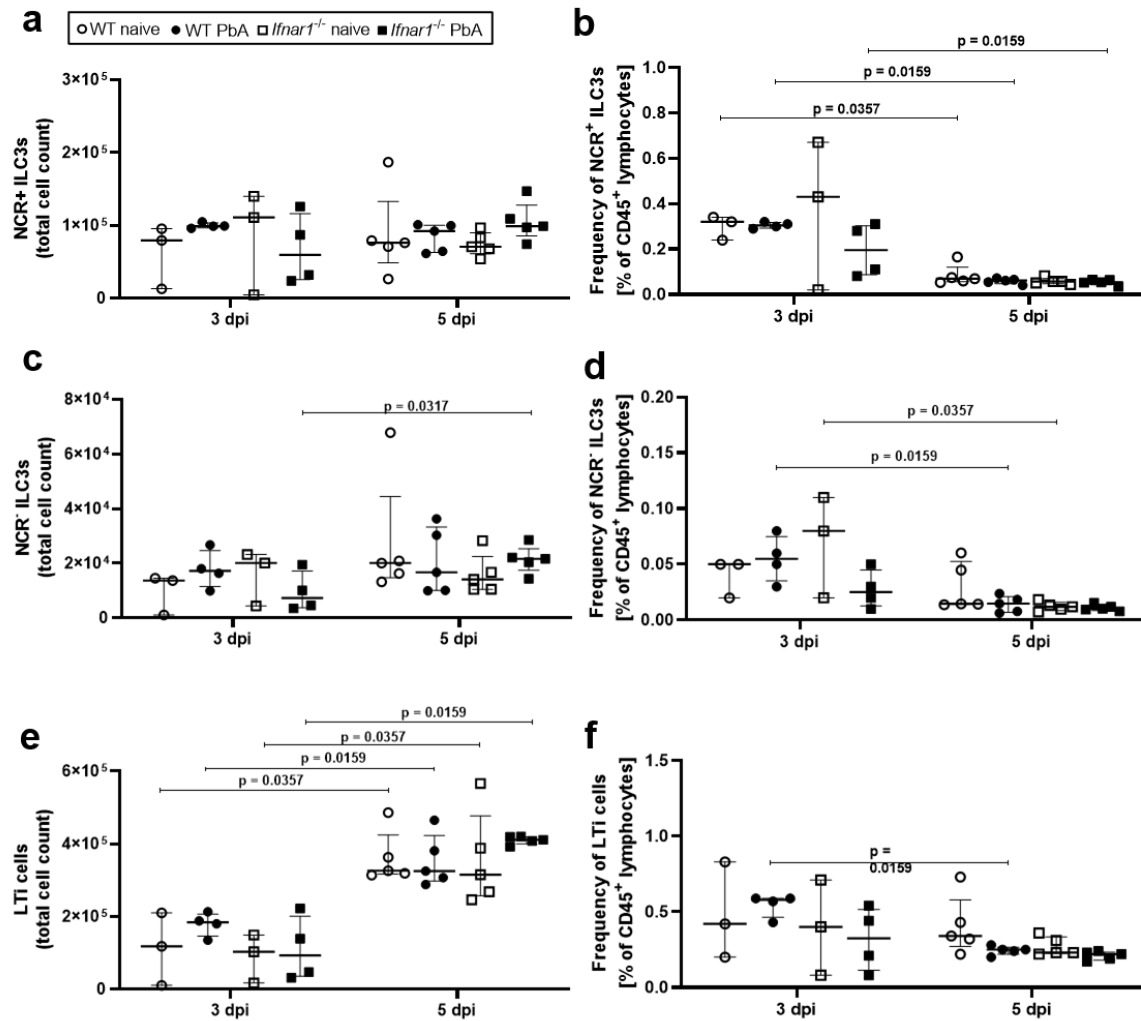 a
WT naive WT PbA Ifnar1-/- naive Ifnar1-/- PbA
NCR+ ILC3s
(total cell count)
3×10⁵
2×10⁵
1×10⁵
0
3 dpi 5 dpi
b
Frequency of NCR⁺ ILC3s
[% of CD45⁺ lymphocytes]
p = 0.0159
p = 0.0159
p = 0.0357
1.0
0.8
0.6
0.4
0.2
0.0
3 dpi 5 dpi
c
NCR⁻ ILC3s
(total cell count)
p = 0.0317
8×10⁴
6×10⁴
4×10⁴
2×10⁴
0
3 dpi 5 dpi
d
Frequency of NCR⁻ ILC3s
[% of CD45⁺ lymphocytes]
p = 0.0357
p = 0.0159
0.20
0.15
0.10
0.05
0.00
3 dpi 5 dpi
e
LTi cells
(total cell count)
p = 0.0159
p = 0.0357
p = 0.0159
p = 0.0357
6×10⁵
4×10⁵
2×10⁵
0
3 dpi 5 dpi
f
Frequency of LTi cells
[% of CD45⁺ lymphocytes]
p =
0.0159
1.5
1.0
0.5
0.0
3 dpi 5 dpi